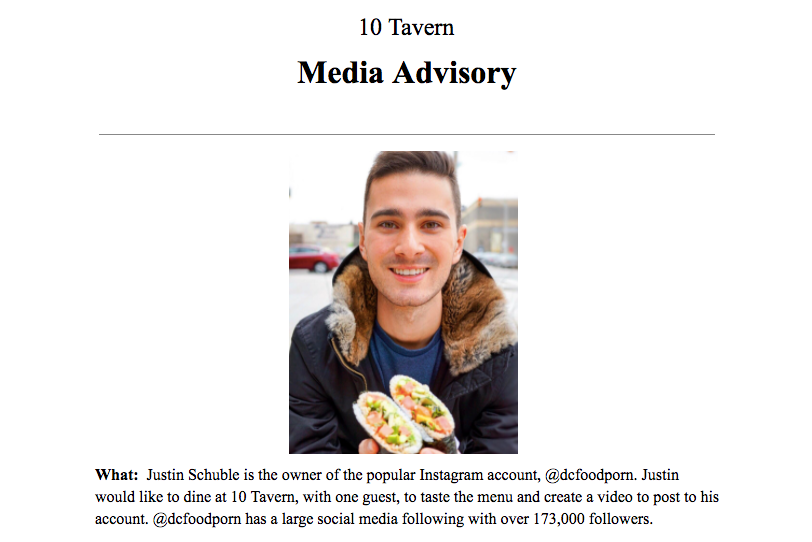 10 Tavern
Media Advisory
What: Justin Schuble is the owner of the popular Instagram account, @dcfoodporn. Justin
would like to dine at 10 Tavern, with one guest, to taste the menu and create a video to post to his
account. @dcfoodporn has a large social media following with over 173,000 followers.